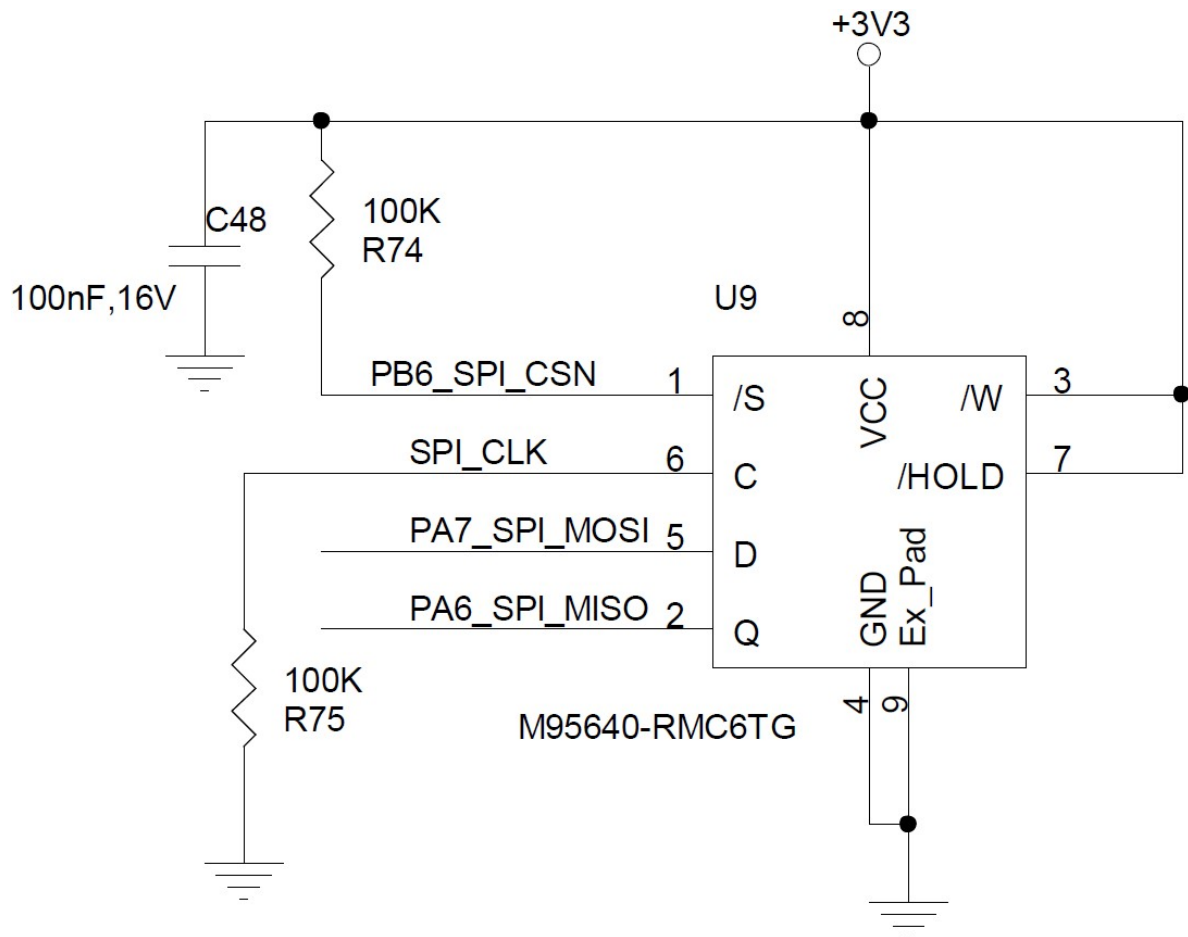 +3V3
C48
100nF,16V
100K
R74
U9
8
PB6_SPI_CSN
1
/S
VCC
/W
3
SPI_CLK
6
C
/HOLD
7
PA7_SPI_MOSI
5
D
PA6_SPI_MISO
2
Q
GND
Ex_Pad
100K
R75
4
9
M95640-RMC6TG